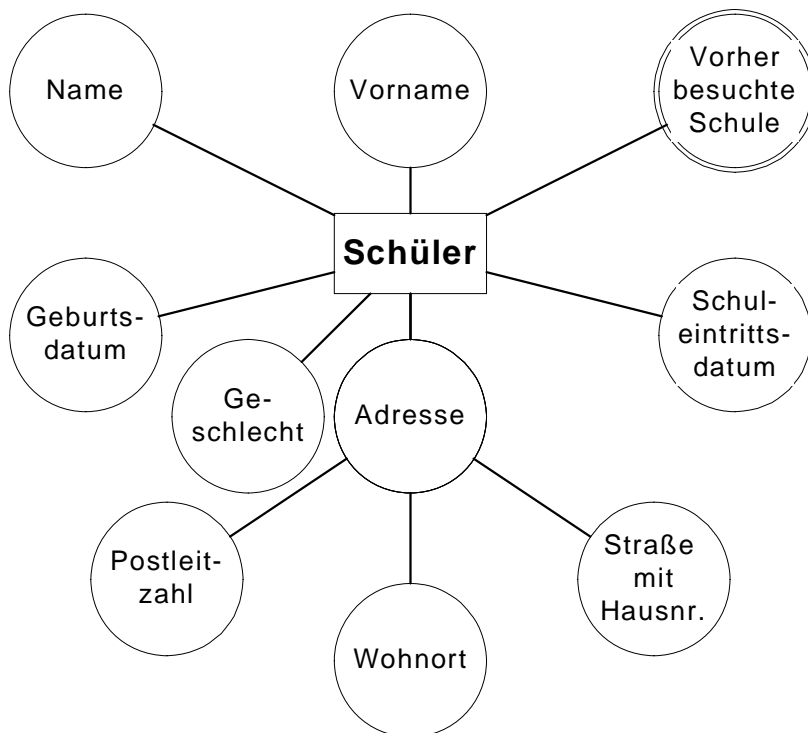 Name
Vorname
Vorher
besuchte
Schule
Schüler
Geburts-
datum
Schul-
eintritts-
datum
Ge-
schlecht
Adresse
Postleit-
zahl
Wohnort
Straße
mit
Hausnr.